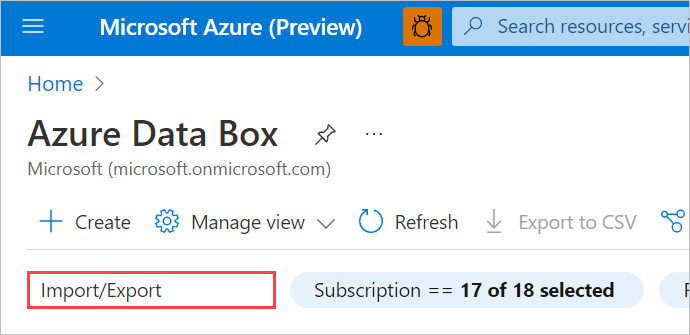 Microsoft Azure (Preview)
Search resources, servi
Home
Azure Data Box
Microsoft (microsoft.onmicrosoft.com)
Create Manage view Refresh Export to CSV
Import/Export Subscription == 17 of 18 selected